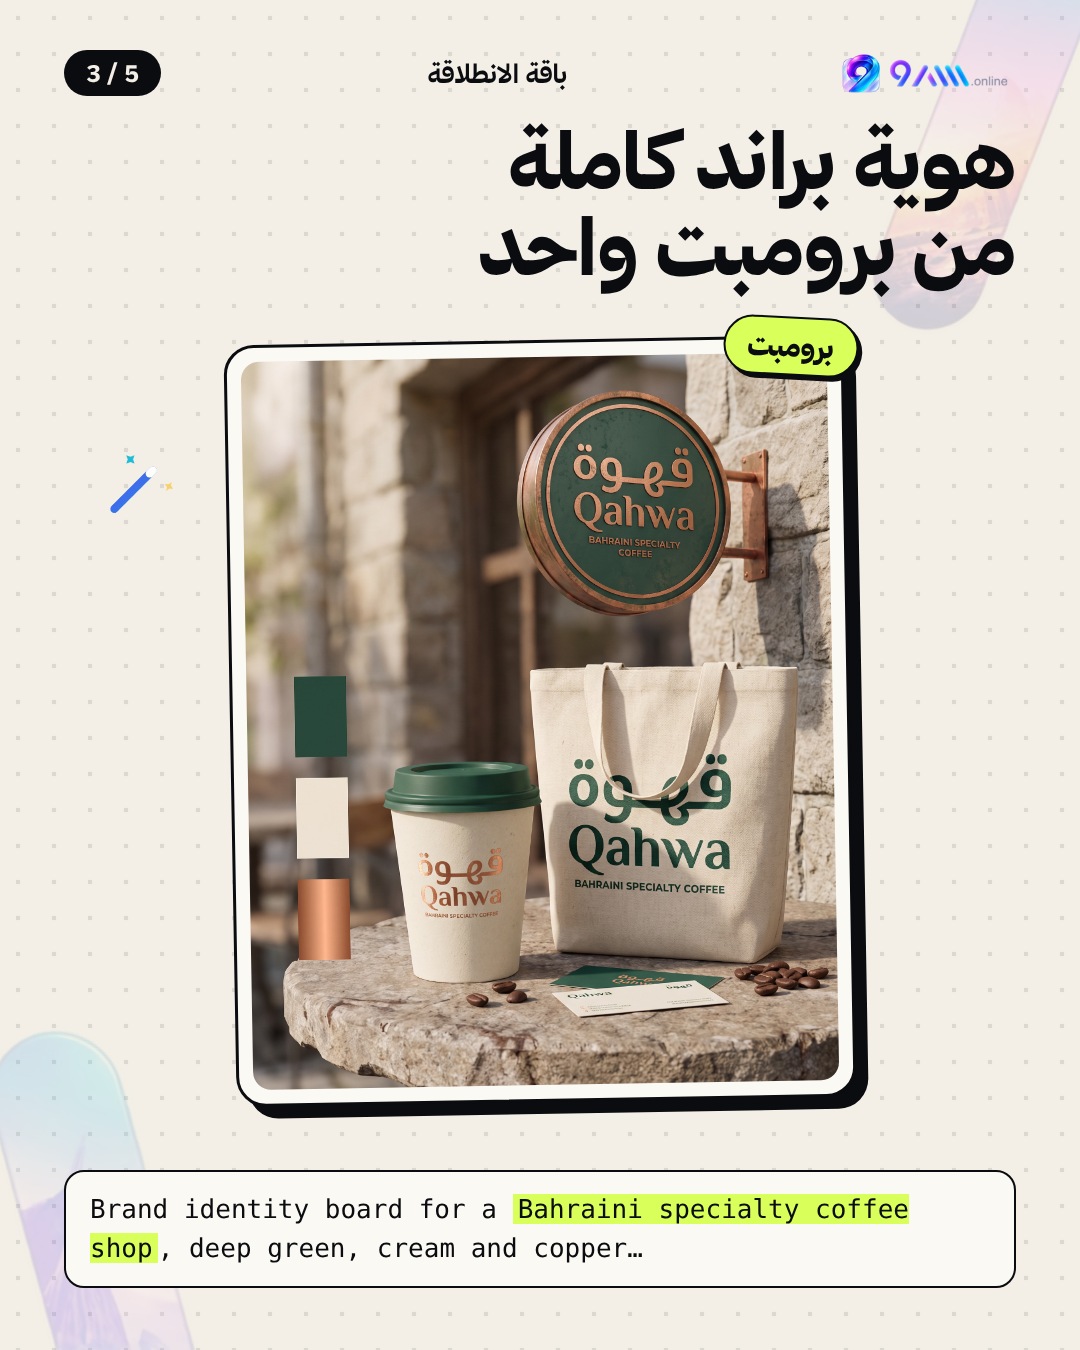 3 / 5
باقة الانطلاقة
9AM.online
هوية براند كاملة
من برومبت واحد
برومبت
قهوة
Qahwa
BAHRAINI SPECIALTY
COFFEE
قهوة
Qahwa
BAHRAINI SPECIALTY COFFEE
قهوة
Qahwa
BAHRAINI SPECIALTY COFFEE
Qahwa
قهوة
Brand identity board for a Bahraini specialty coffee
shop, deep green, cream and copper…